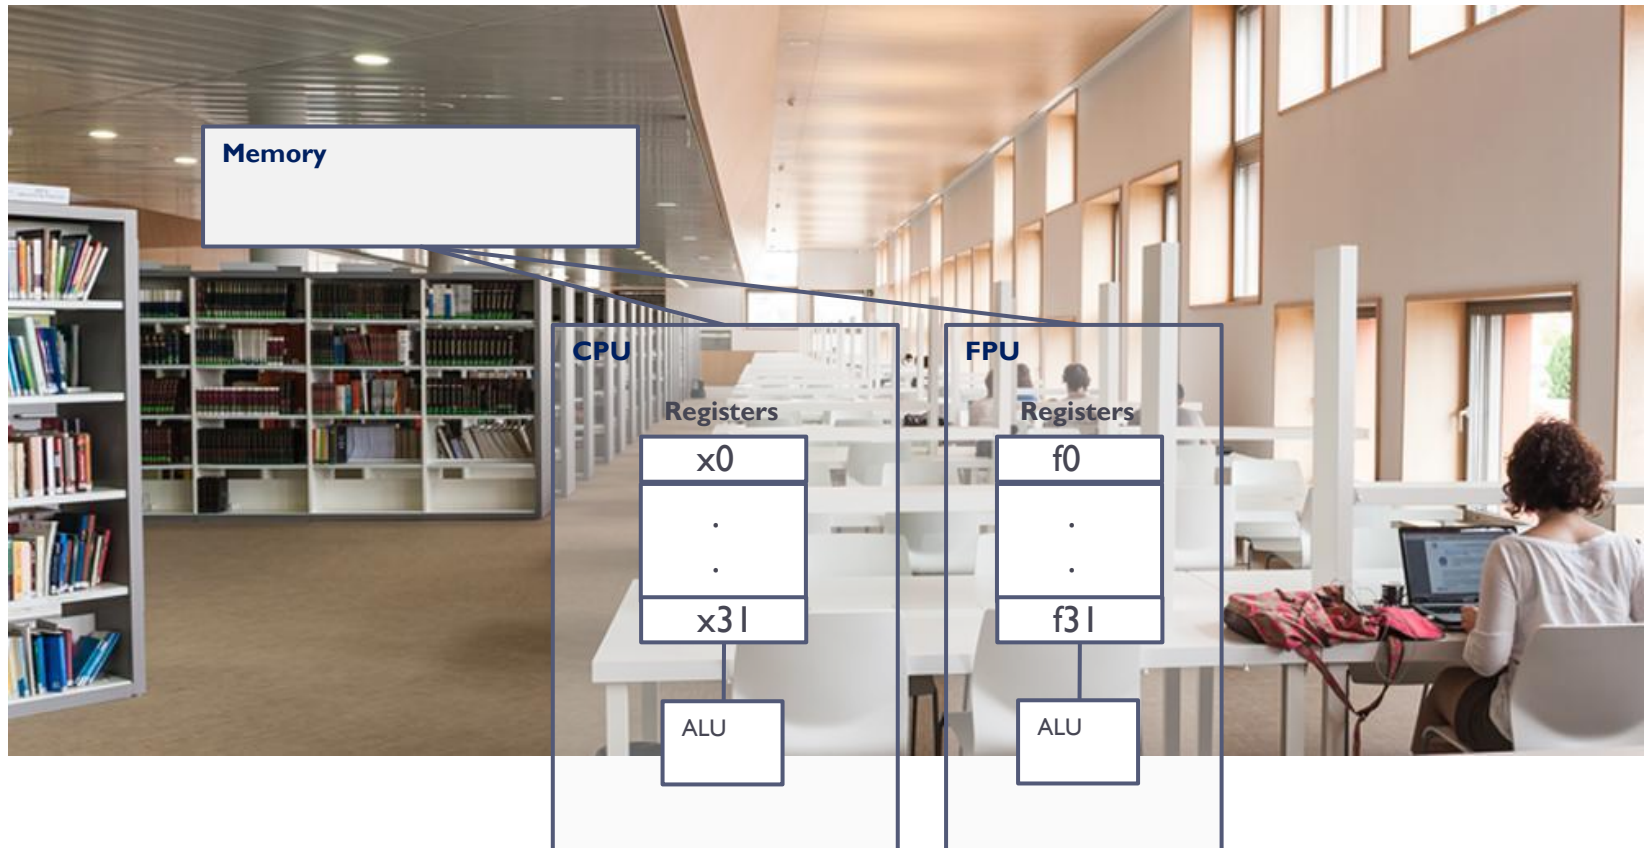 Memory
CPU
FPU
Registers
Registers
x0
f0
.
.
.
.
x31
f31
ALU
ALU